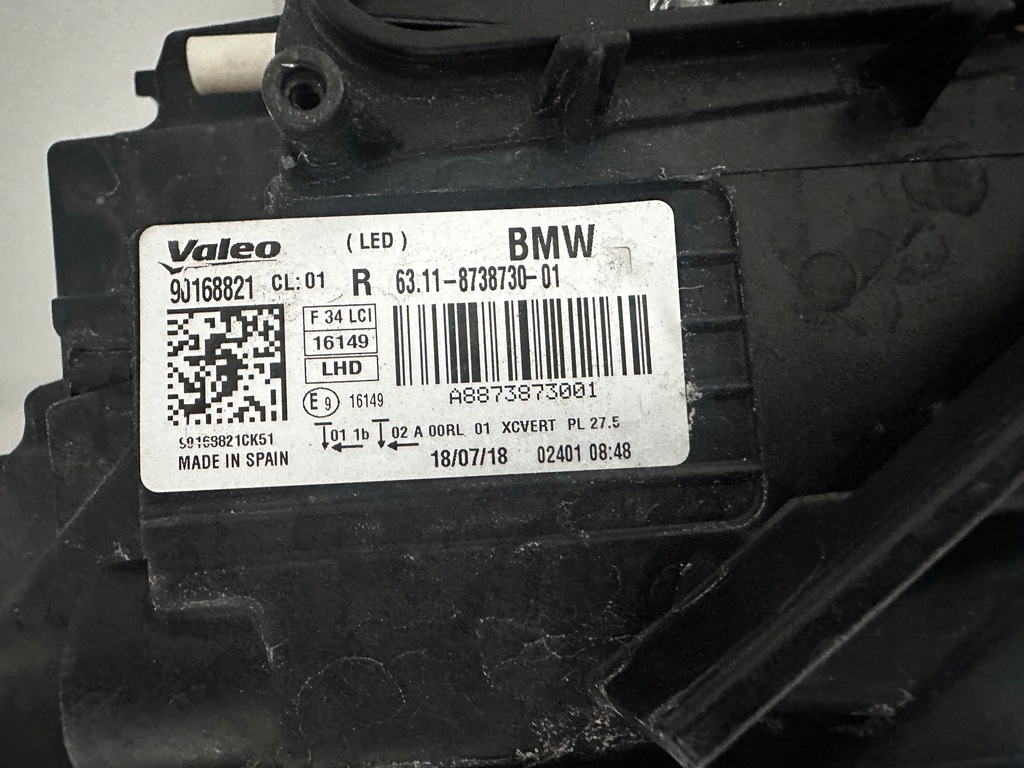 Valeo (LED) BMW
90168821 CL:01 R 63.11-8738730-01
F 34 LCI
16149
LHD
E 9 16149
A8873873001
01 1b 02 A 00RL 01 XCVERT PL 27.5
90168821CK51
MADE IN SPAIN 18/07/18 02401 08:48